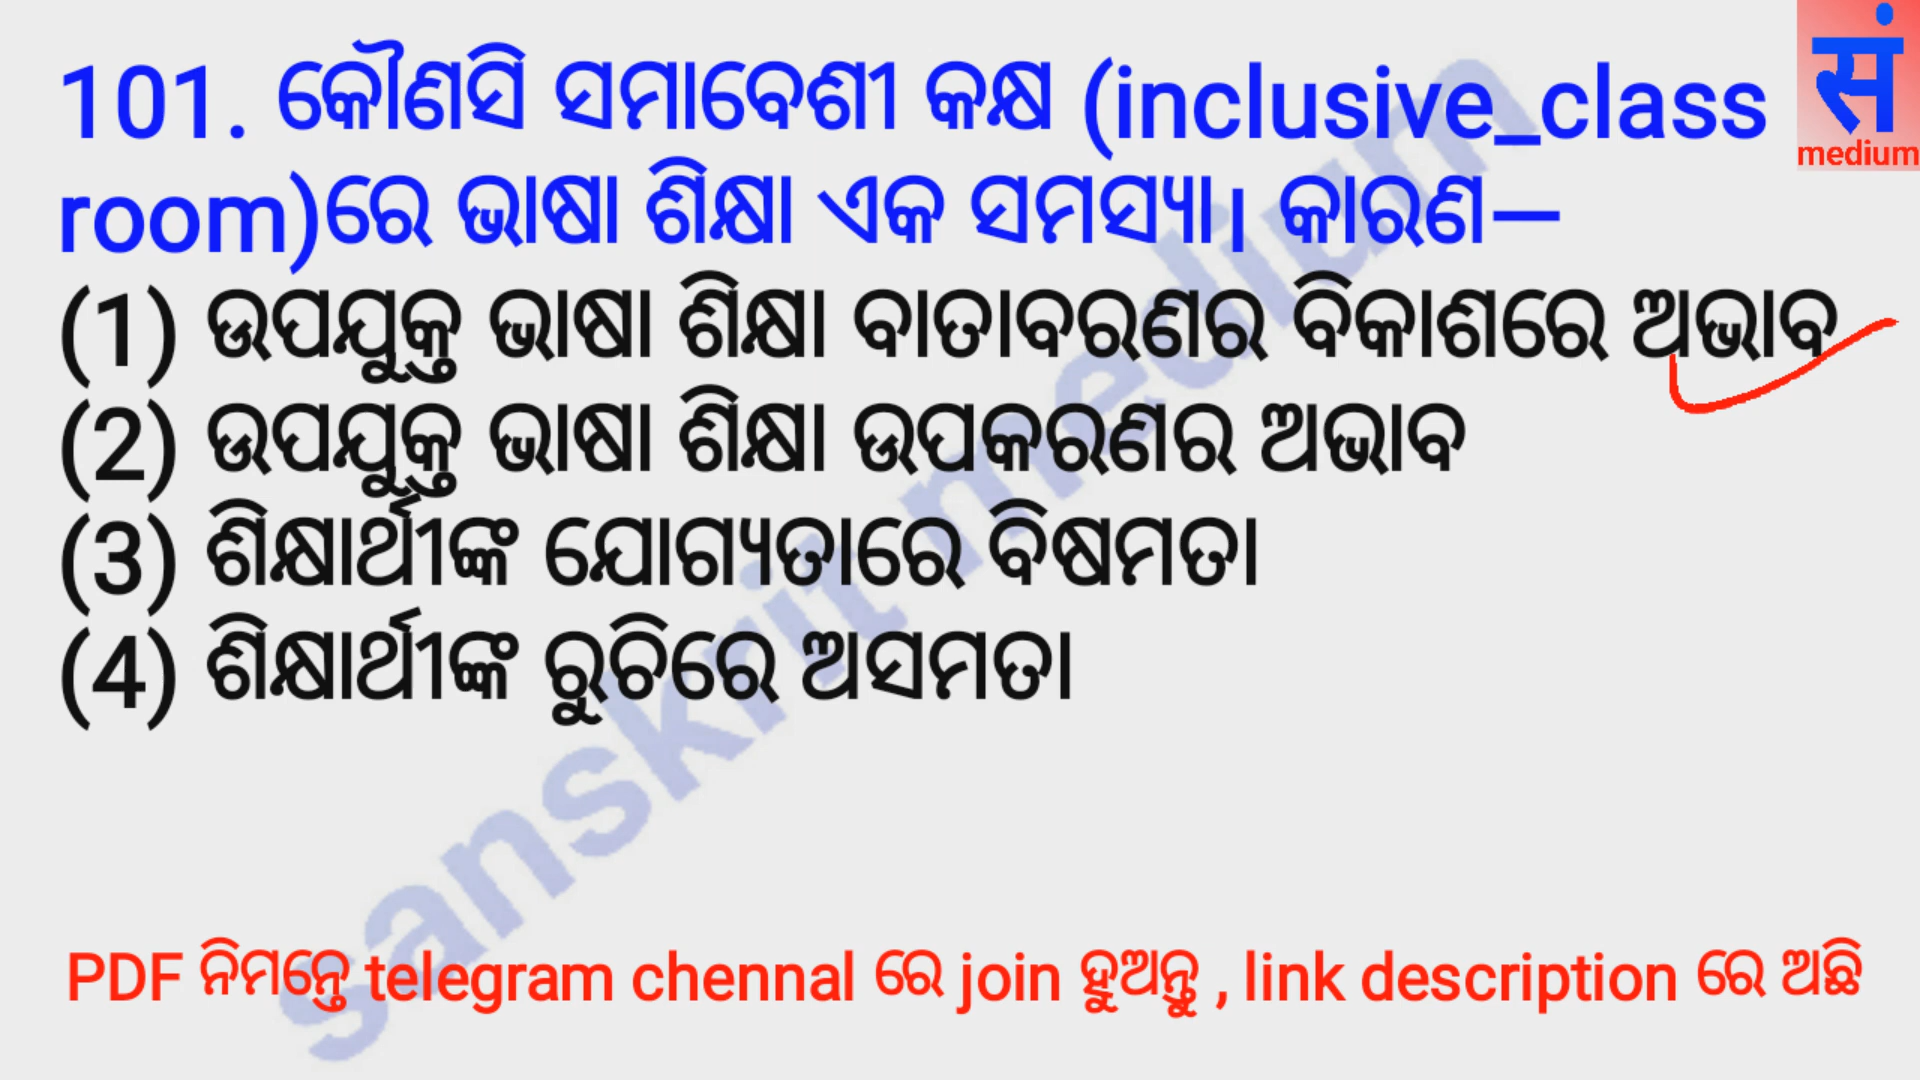 101. କୌଣସି ସମାବେଶୀ କକ୍ଷ (inclusive_class
room)ରେ ଭାଷା ଶିକ୍ଷା ଏକ ସମସ୍ୟା। କାରଣ—
(1) ଉପଯୁକ୍ତ ଭାଷା ଶିକ୍ଷା ବାତାବରଣର ବିକାଶରେ ଅଭାବ
(2) ଉପଯୁକ୍ତ ଭାଷା ଶିକ୍ଷା ଉପକରଣର ଅଭାବ
(3) ଶିକ୍ଷାର୍ଥୀଙ୍କ ଯୋଗ୍ୟତାରେ ବିଷମତା
(4) ଶିକ୍ଷାର୍ଥୀଙ୍କ ରୁଚିରେ ଅସମତା
PDF ନିମନ୍ତେ telegram chennal ରେ join ହୁଅନ୍ତୁ , link description ରେ ଅଛି
सं
medium
sanskrit medium